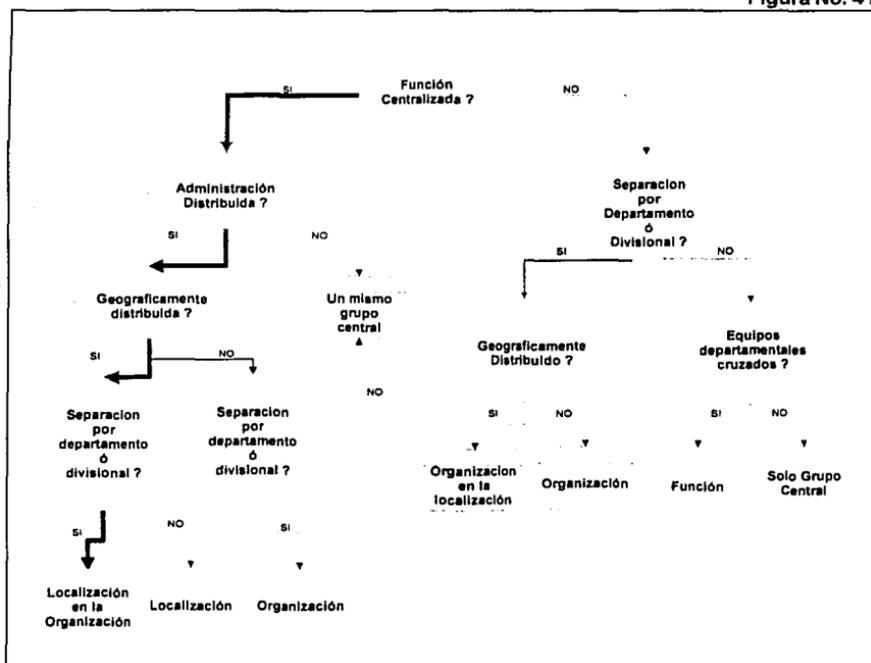 Figura No. 41
Función
Centralizada ?
SI
NO
Administración
Distribuida ?
Separacion
por
Departamento
ó
Divisional ?
SI
NO
SI
NO
Geograficamente
distribuida ?
Un mismo
grupo
central
Geograficamente
Distribuido ?
Equipos
departamentales
cruzados ?
SI
NO
NO
Separacion
por
departamento
ó
divisional ?
Separacion
por
departamento
ó
divisional ?
SI
NO
SI
NO
Organizacion
en la
localización
Organización
Función
Solo Grupo
Central
SI
NO
SI
Localización
en la
Organización
Localización
Organización